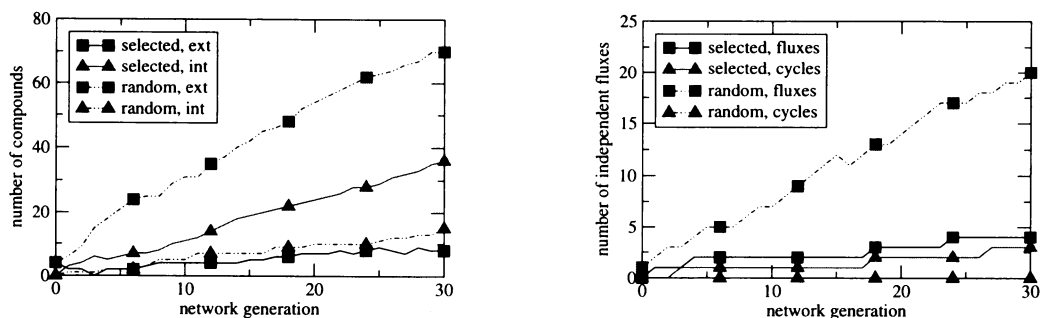 80
60
40
20
0
number of compounds
selected, ext
selected, int
random, ext
random, int
0
10
20
30
network generation
25
20
15
10
5
0
number of independent fluxes
selected, fluxes
selected, cycles
random, fluxes
random, cycles
0
10
20
30
network generation